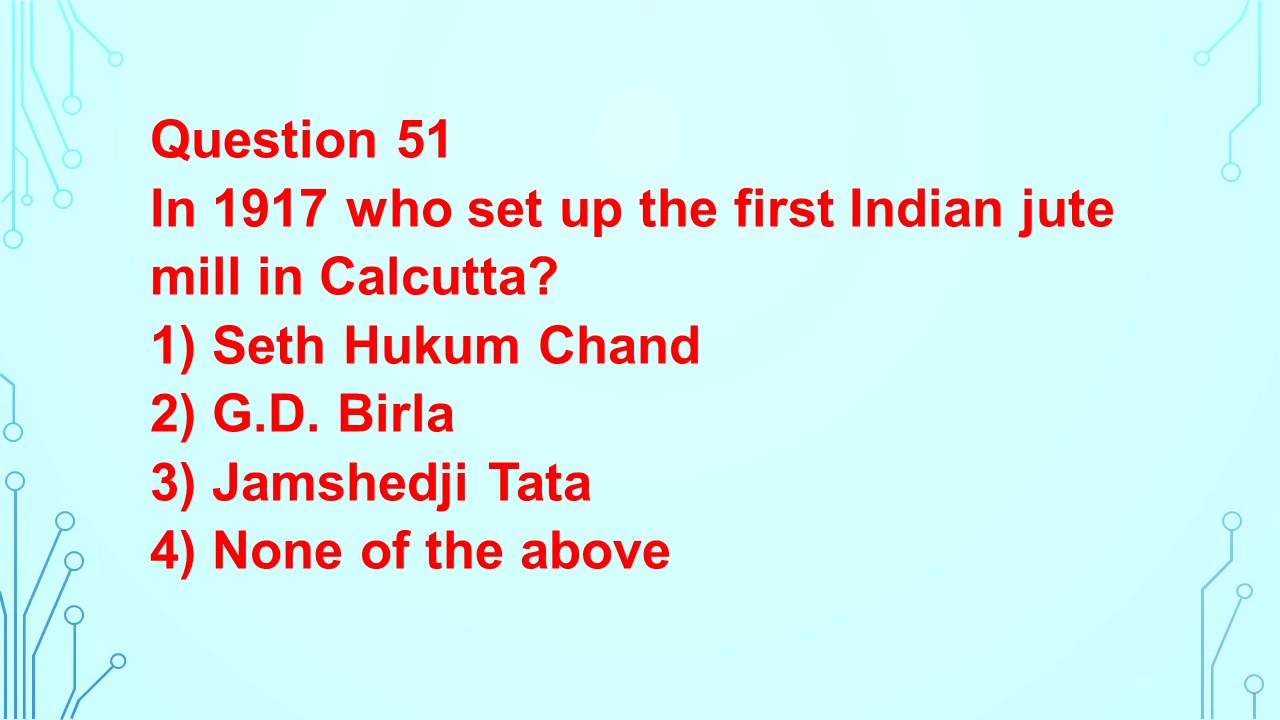 Question 51
In 1917 who set up the first Indian jute
mill in Calcutta?
1) Seth Hukum Chand
2) G.D. Birla
3) Jamshedji Tata
4) None of the above